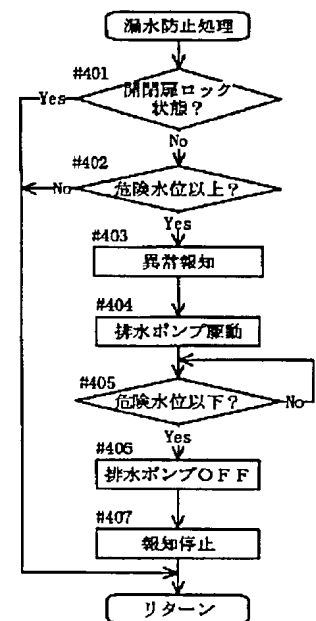 漏水防止処理
#401
開閉扉ロック
状態？
Yes
No
#402
危険水位以上？
No
Yes
#403
異常報知
#404
排水ポンプ駆動
#405
危険水位以下？
No
Yes
#406
排水ポンプOFF
#407
報知停止
リターン